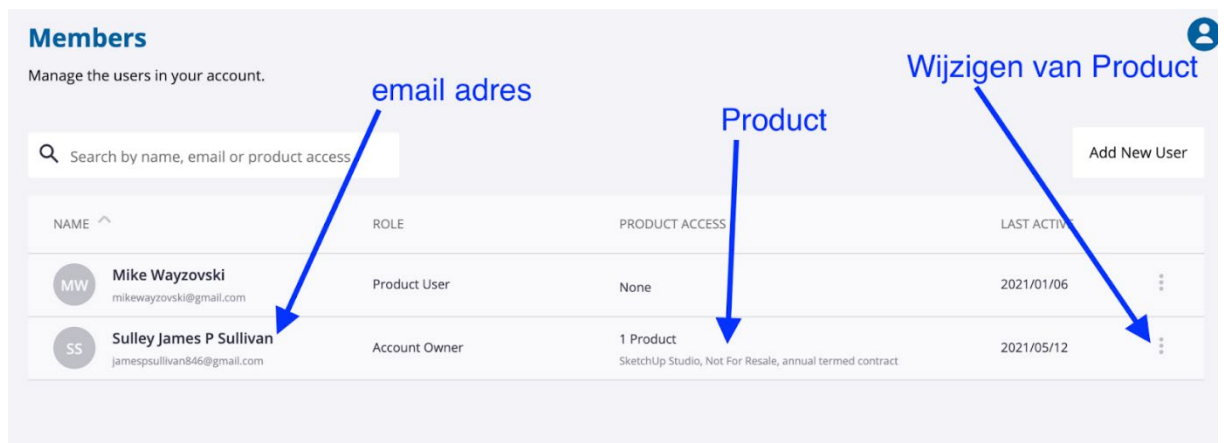 Members
Manage the users in your account.
email adres
Product
Wijzigen van Product
Search by name, email or product access
Add New User
NAME ROLE PRODUCT ACCESS LAST ACTIVE
MW Mike Wayzovski Product User None 2021/01/06
mikewayzovski@gmail.com
SS Sulley James P Sullivan Account Owner 1 Product 2021/05/12
jamespsullivan846@gmail.com SketchUp Studio, Not For Resale, annual termed contract